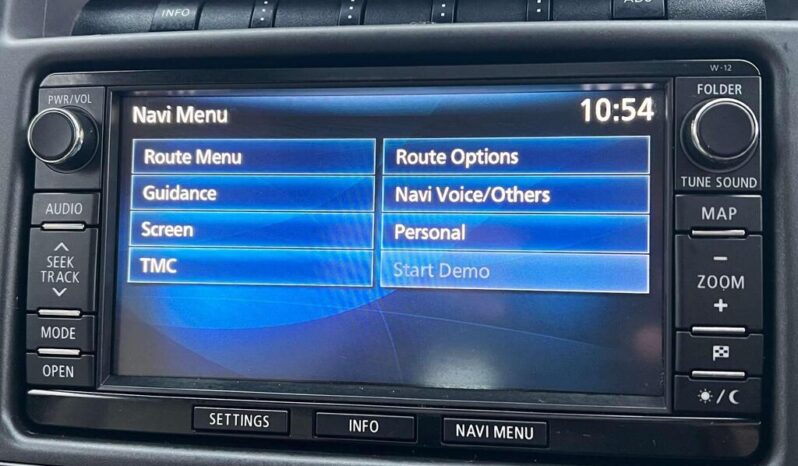 INFO
W-12
PWR/VOL
FOLDER
Navi Menu 10:54
Route Menu Route Options
TUNE SOUND
Guidance Navi Voice/Others
AUDIO
MAP
Screen Personal
SEEK
TRACK
TMC Start Demo
ZOOM
MODE
OPEN
SETTINGS INFO NAVI MENU